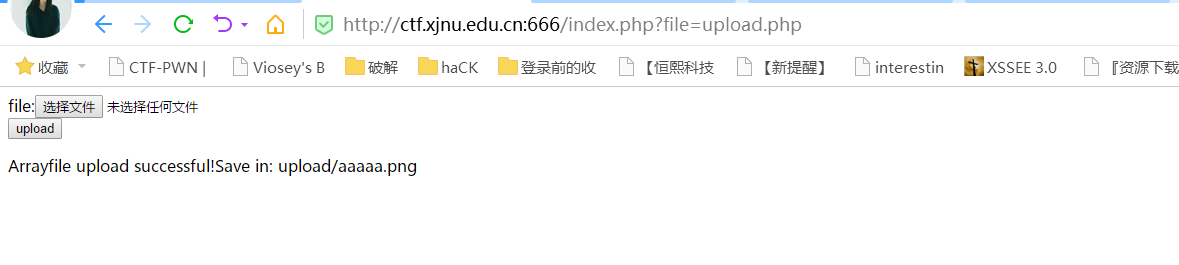 http://ctf.xjnu.edu.cn:666/index.php?file=upload.php
收藏 CTF-PWN | Viosey's B 破解 haCK 登录前的收 【恒熙科技 【新提醒】 interestin XSSEE 3.0 『资源下载
file: 选择文件 未选择任何文件
upload
Arrayfile upload successful!Save in: upload/aaaaa.png